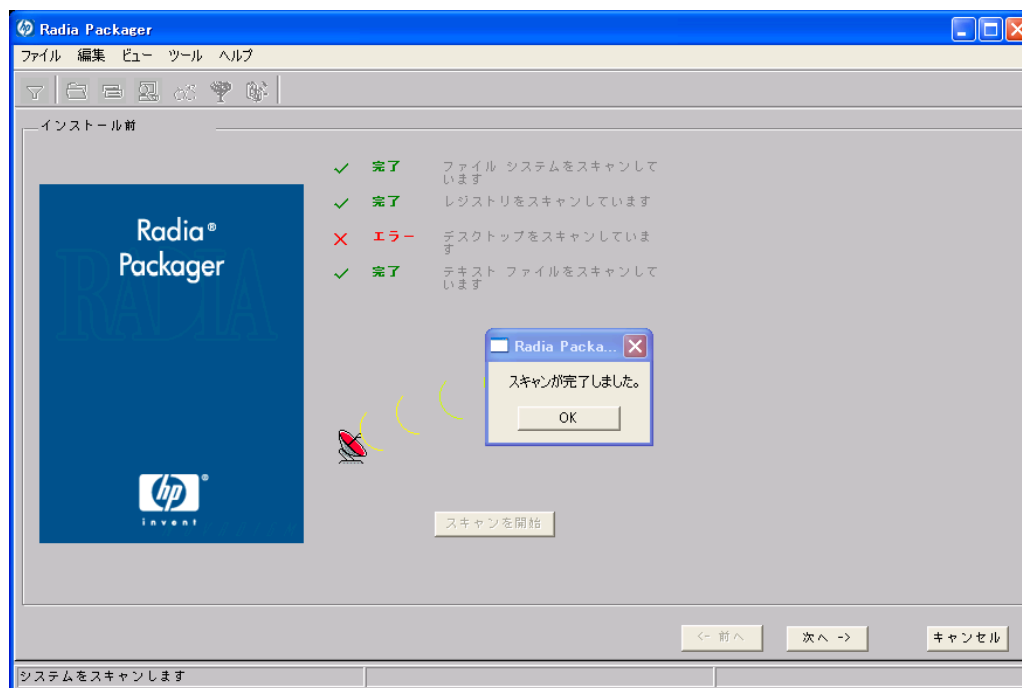 Radia Packager
ファイル 編集 ビュー ツール ヘルプ
インストール前
完了 ファイル システムをスキャンして
います
完了 レジストリをスキャンしています
エラー デスクトップをスキャンしていま
す
完了 テキスト ファイルをスキャンして
います
Radia®
Packager
RADIA
hp®
invent
Radia Packa...
スキャンが完了しました。
OK
スキャンを開始
<- 前へ 次へ -> キャンセル
システムをスキャンします